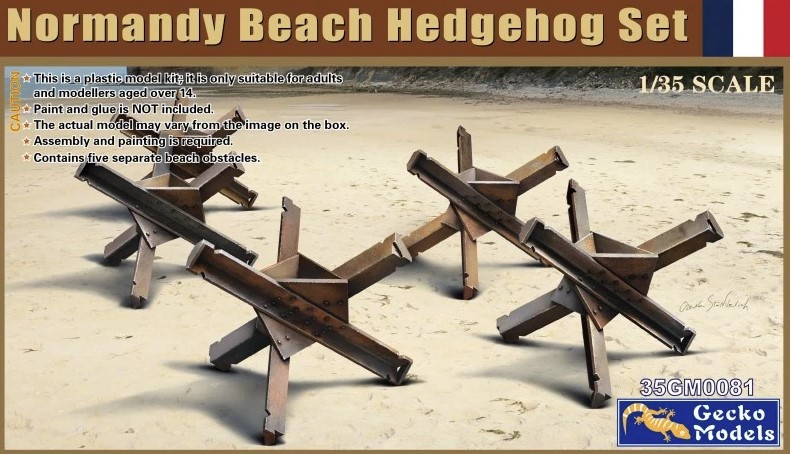 Normandy Beach Hedgehog Set
CAUTION
This is a plastic model kit; it is only suitable for adults
and modellers aged over 14.
Paint and glue is NOT included.
The actual model may vary from the image on the box.
Assembly and painting is required.
Contains five separate beach obstacles.
1/35 SCALE
35GM0081
Gecko
Models